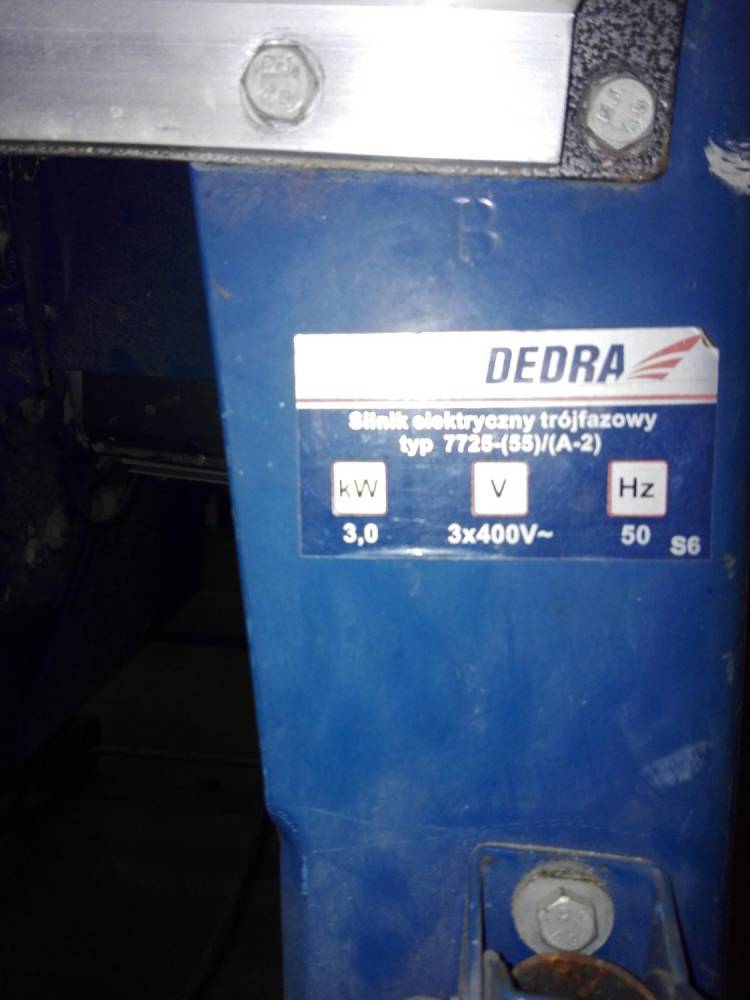 B
DEDRA
Silnik elektryczny trójfazowy
typ 7725-(55)/(A-2)
kW V Hz
3,0 3x400V~ 50 S6